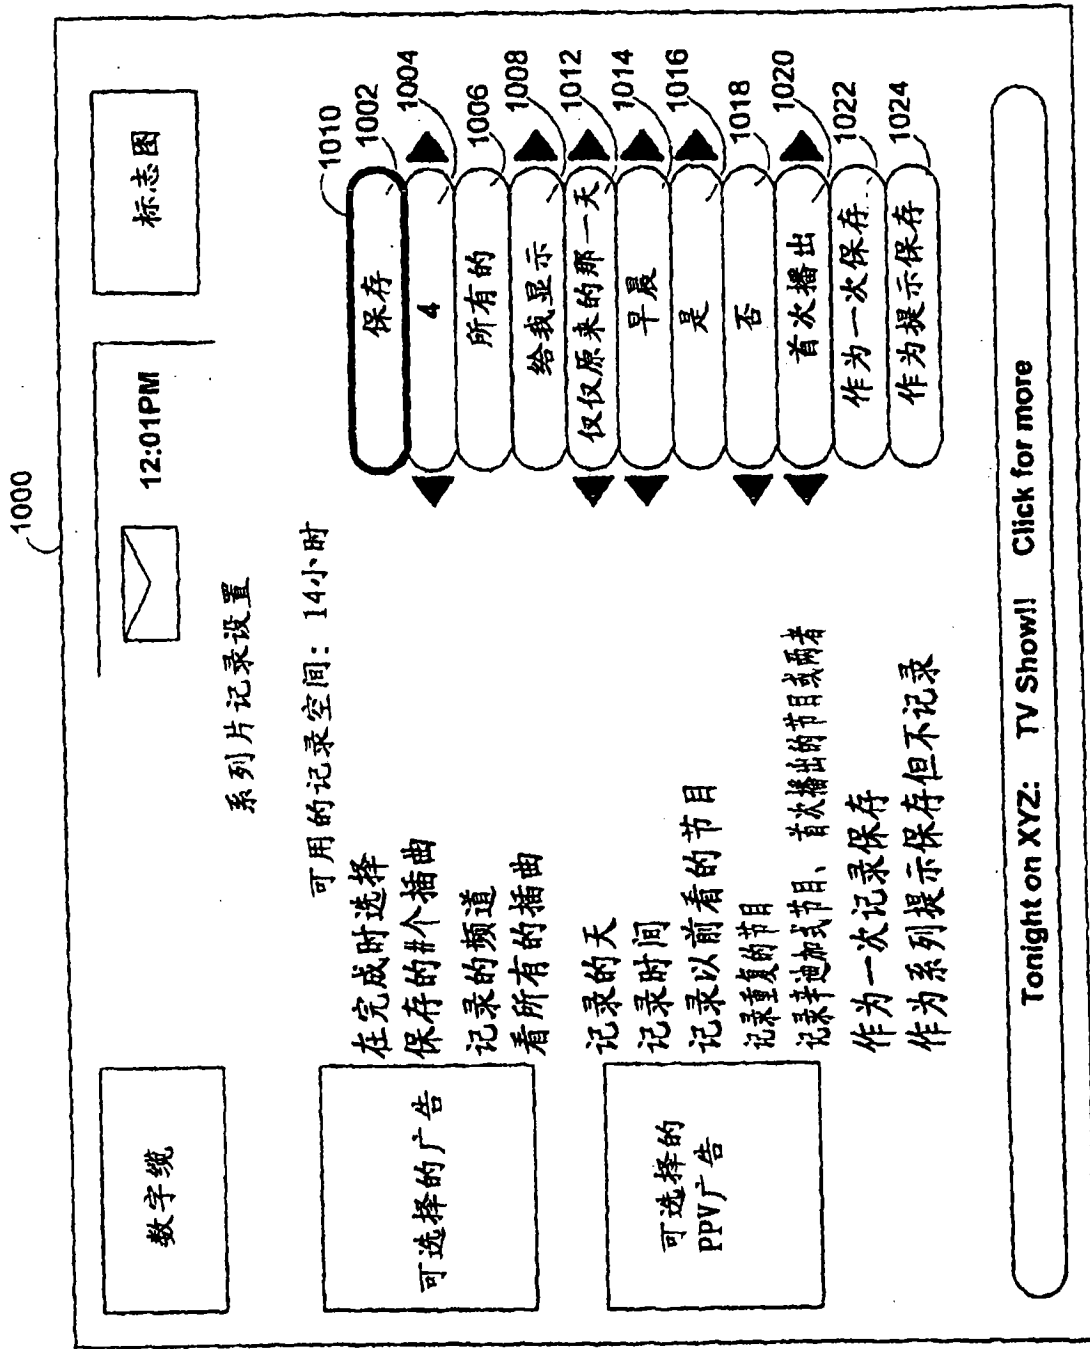 1000
数字缆
12:01PM
标志图
系列片记录设置
可用的记录空间: 14小时
可选择的广告
可选择的
PPV广告
1010
在完成时选择
保存
1002
保存的#个插曲
4
1004
记录的频道
所有的
1006
看所有的插曲
给我显示
1008
记录的天
仅仅原来的那一天
1012
记录时间
早晨
1014
记录以前看的节目
是
1016
记录重复的节目
否
1018
记录辛迪加式节目、首次播出的节目或两者
首次播出
1020
作为一次记录保存
作为一次保存
1022
作为系列提示保存但不记录
作为提示保存
1024
Tonight on XYZ: TV Show!! Click for more